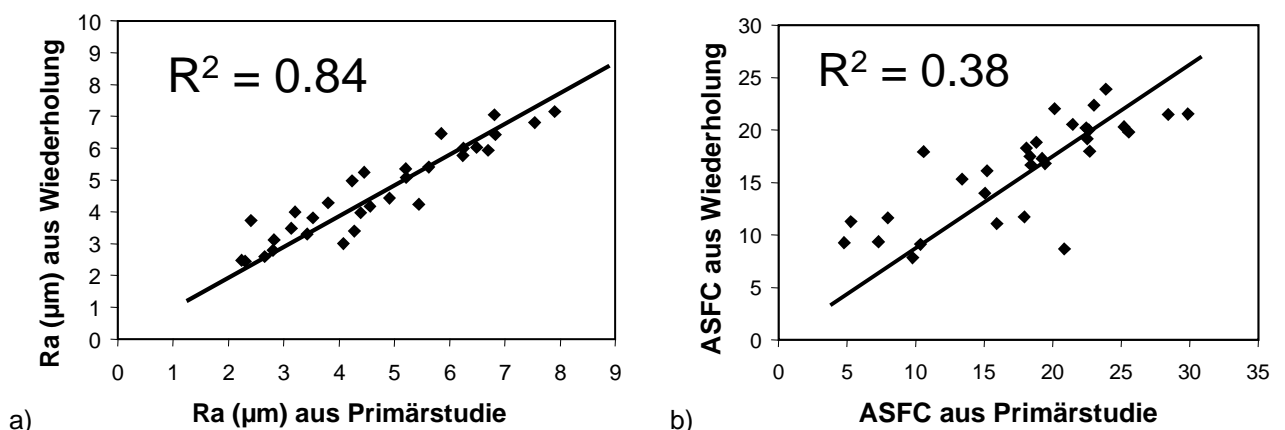 R² = 0.84
Ra (µm) aus Wiederholung
10
9
8
7
6
5
4
3
2
1
0
0 1 2 3 4 5 6 7 8 9
Ra (µm) aus Primärstudie
a)
R² = 0.38
ASFC aus Wiederholung
30
25
20
15
10
5
0
0 5 10 15 20 25 30 35
ASFC aus Primärstudie
b)